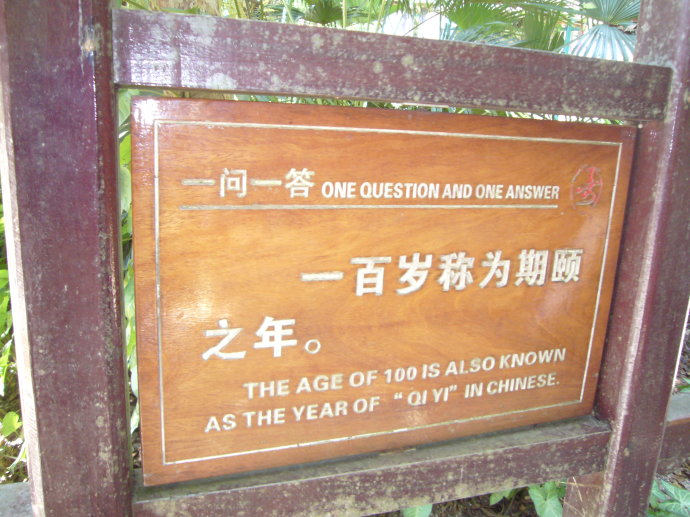 一问一答 ONE QUESTION AND ONE ANSWER
一百岁称为期颐
之年。
THE AGE OF 100 IS ALSO KNOWN
AS THE YEAR OF “QI YI” IN CHINESE.